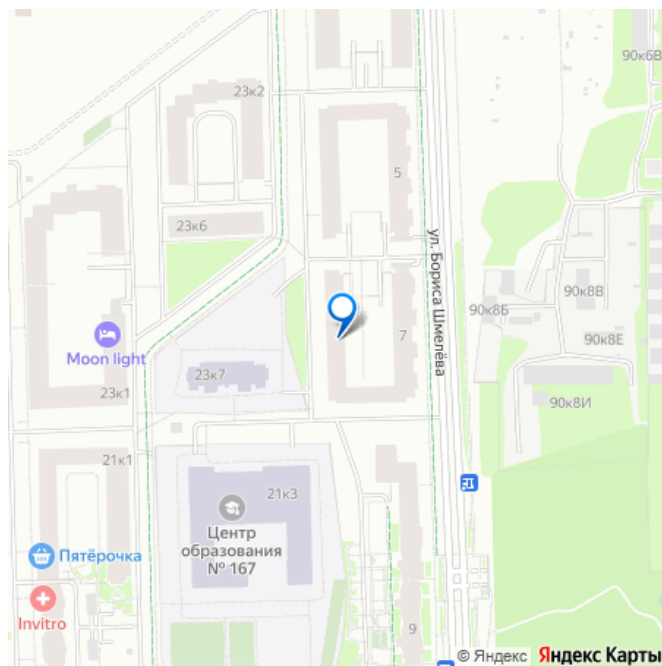 90к6В
23к2
5
23к6
ул. Бориса Шмелёва
90к8В
90к8Б
Moon light
7
90к8Е
23к7
23к1
90к8И
21к1
21к3
Центр
образования
№ 167
Пятёрочка
Invitro
9
© Яндекс Яндекс Карты